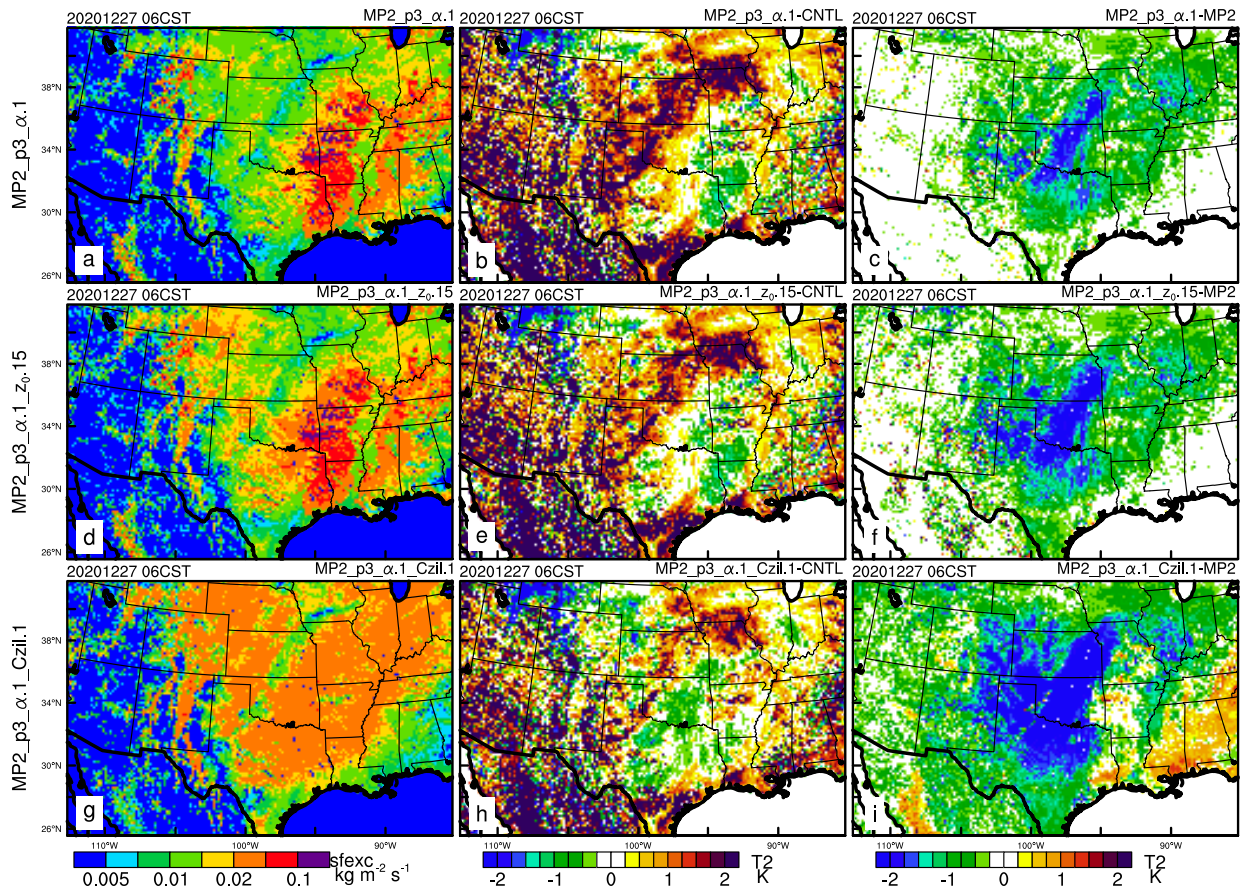 20201227 06CST MP2_p3_α.1
20201227 06CST MP2_p3_α.1-CNTL
20201227 06CST MP2_p3_α.1-MP2
MP2_p3_α.1
38°N
34°N
30°N
26°N
a
b
c
20201227 06CST MP2_p3_α.1_z₀.15
20201227 06CST MP2_p3_α.1_z₀.15-CNTL
20201227 06CST MP2_p3_α.1_z₀.15-MP2
MP2_p3_α.1_z₀.15
38°N
34°N
30°N
26°N
d
e
f
20201227 06CST MP2_p3_α.1_Czil.1
20201227 06CST MP2_p3_α.1_Czil.1-CNTL
20201227 06CST MP2_p3_α.1_Czil.1-MP2
MP2_p3_α.1_Czil.1
38°N
34°N
30°N
26°N
g
h
i
110°W 100°W 90°W
110°W 100°W 90°W
110°W 100°W 90°W
sfexc
0.005 0.01 0.02 0.1 kg m⁻² s⁻¹
T2
-2 -1 0 1 2 K
T2
-2 -1 0 1 2 K